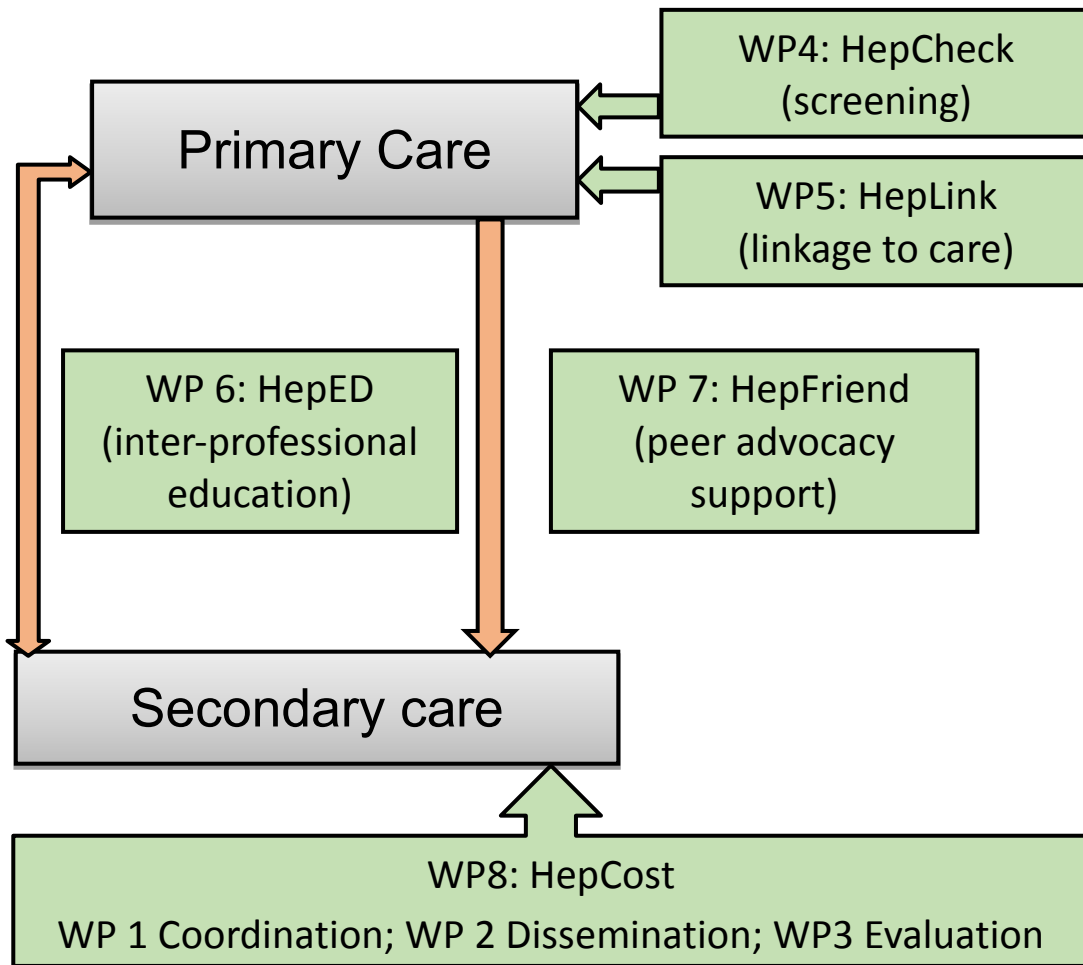 WP4: HepCheck
(screening)
Primary Care
WP5: HepLink
(linkage to care)
WP 6: HepED
(inter-professional
education)
WP 7: HepFriend
(peer advocacy
support)
Secondary care
WP8: HepCost
WP 1 Coordination; WP 2 Dissemination; WP3 Evaluation